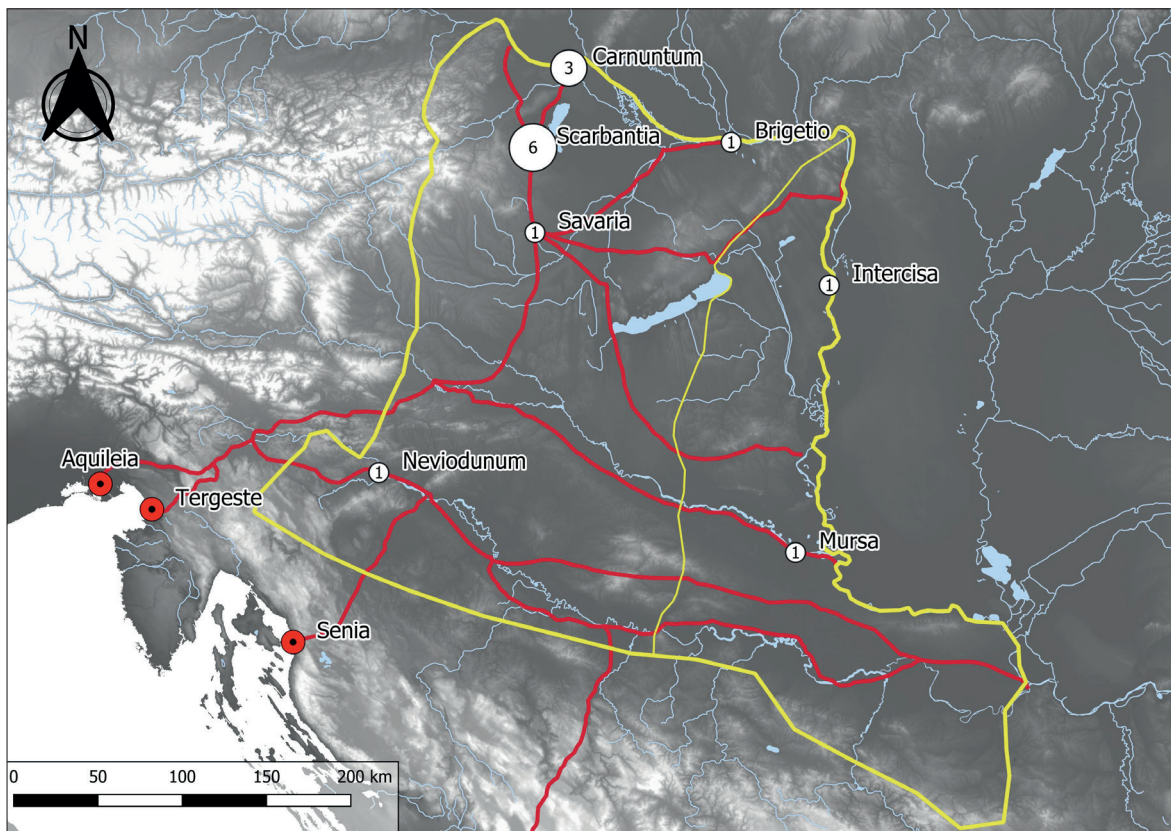 N
Carnuntum
3
Scarbantia
6
Brigetio
1
Savaria
1
Intercisa
1
Aquileia
Neviodunum
1
Tergeste
Mursa
1
Senia
0 50 100 150 200 km